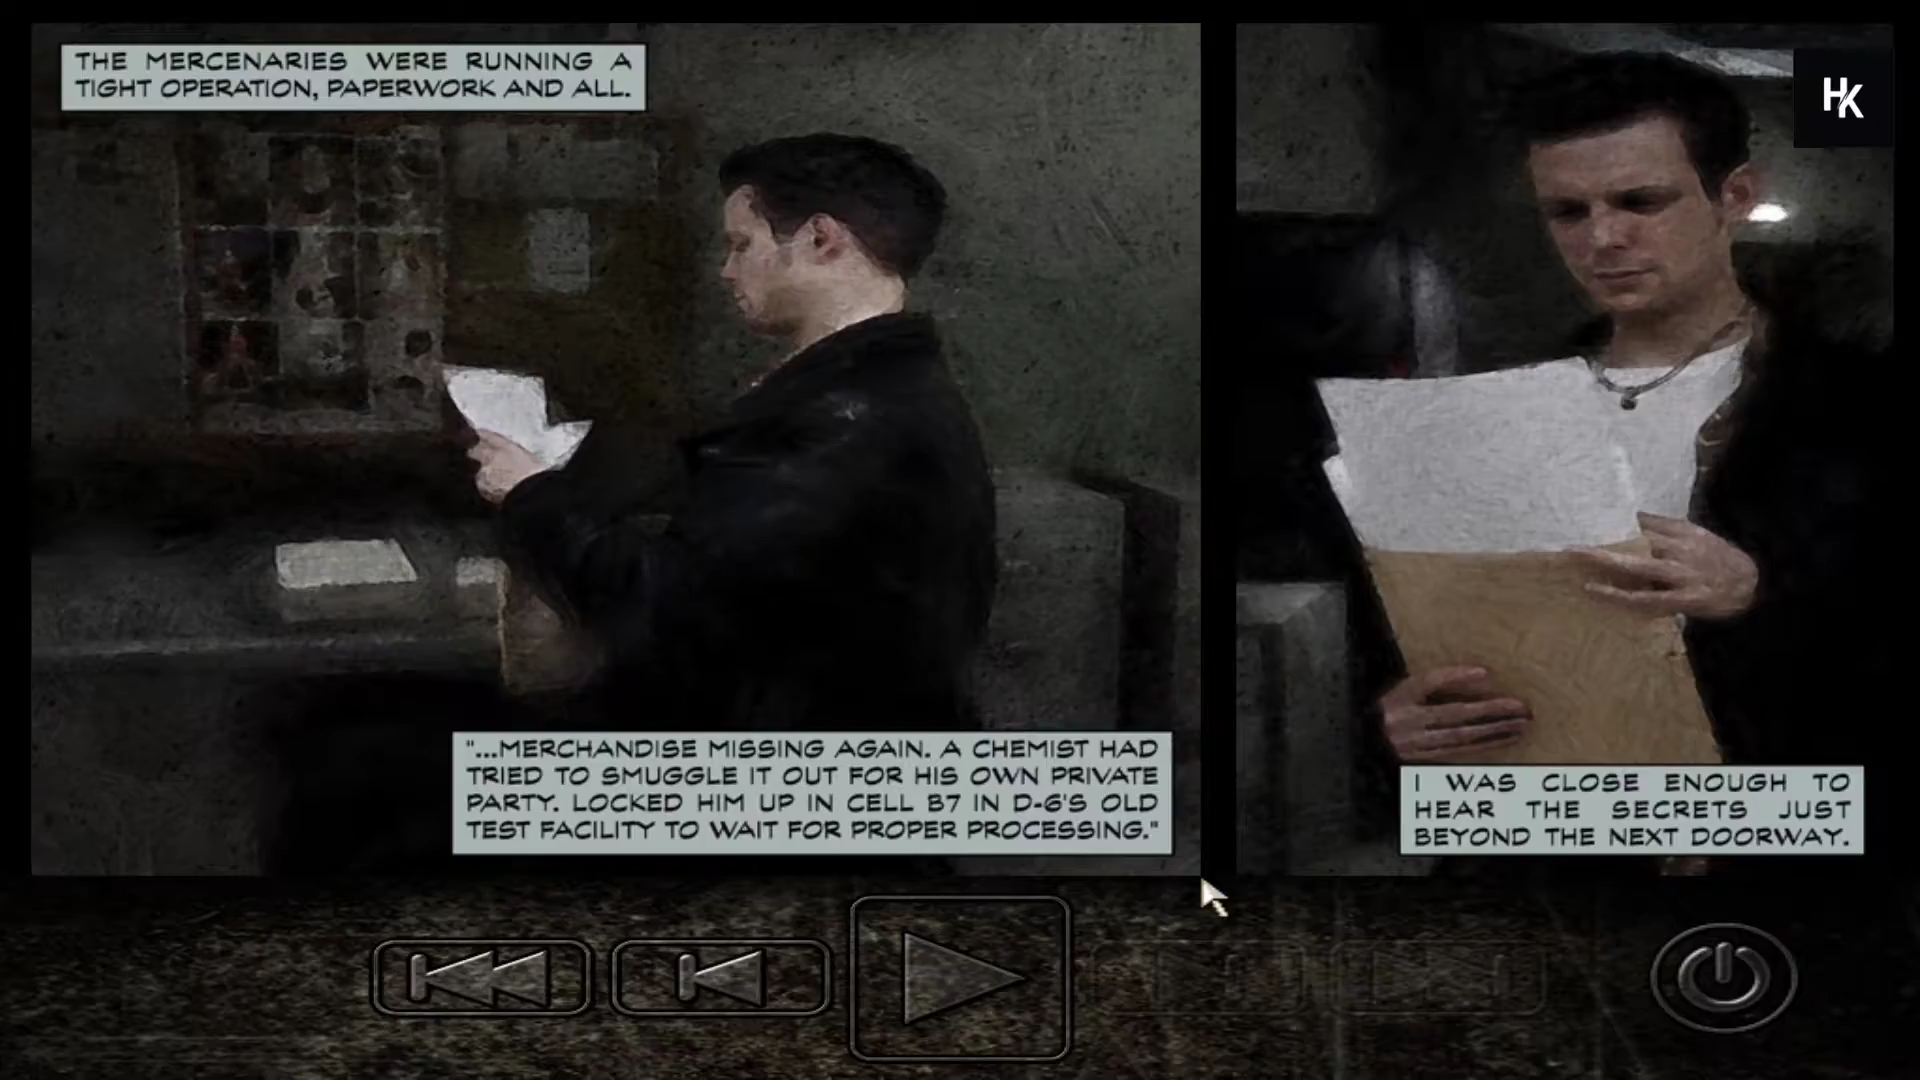 THE MERCENARIES WERE RUNNING A
TIGHT OPERATION, PAPERWORK AND ALL.
HK
"...MERCHANDISE MISSING AGAIN. A CHEMIST HAD
TRIED TO SMUGGLE IT OUT FOR HIS OWN PRIVATE
PARTY. LOCKED HIM UP IN CELL B7 IN D-6'S OLD
TEST FACILITY TO WAIT FOR PROPER PROCESSING."
I WAS CLOSE ENOUGH TO
HEAR THE SECRETS JUST
BEYOND THE NEXT DOORWAY.